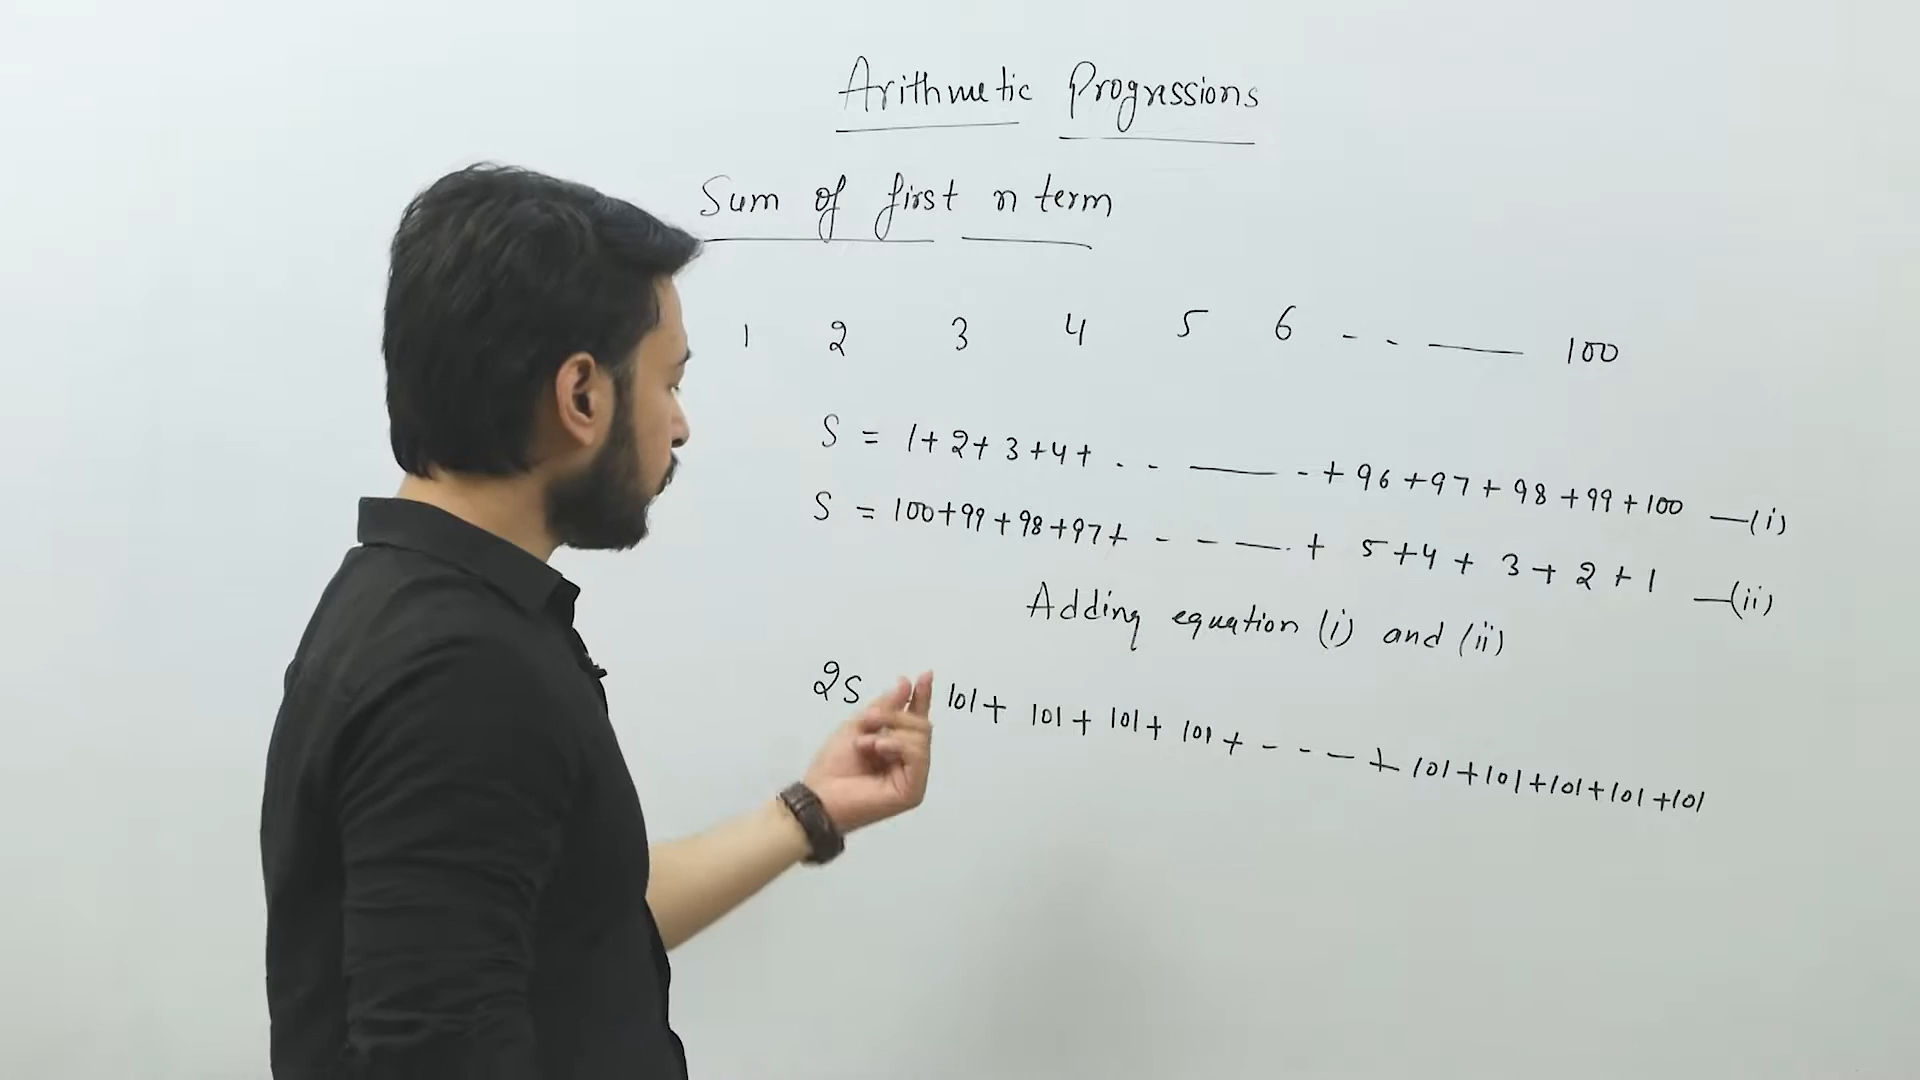 Arithmetic Progressions
Sum of first n term
1 2 3 4 5 6 - - — 100
S = 1+2+3+4+ - - — - +96+97+98+99+100 —(i)
S = 100+99+98+97+ - - — - + 5+4+3+2+1 —(ii)
Adding equation (i) and (ii)
2S = 101+101+101+101+ - - — +101+101+101+101+101